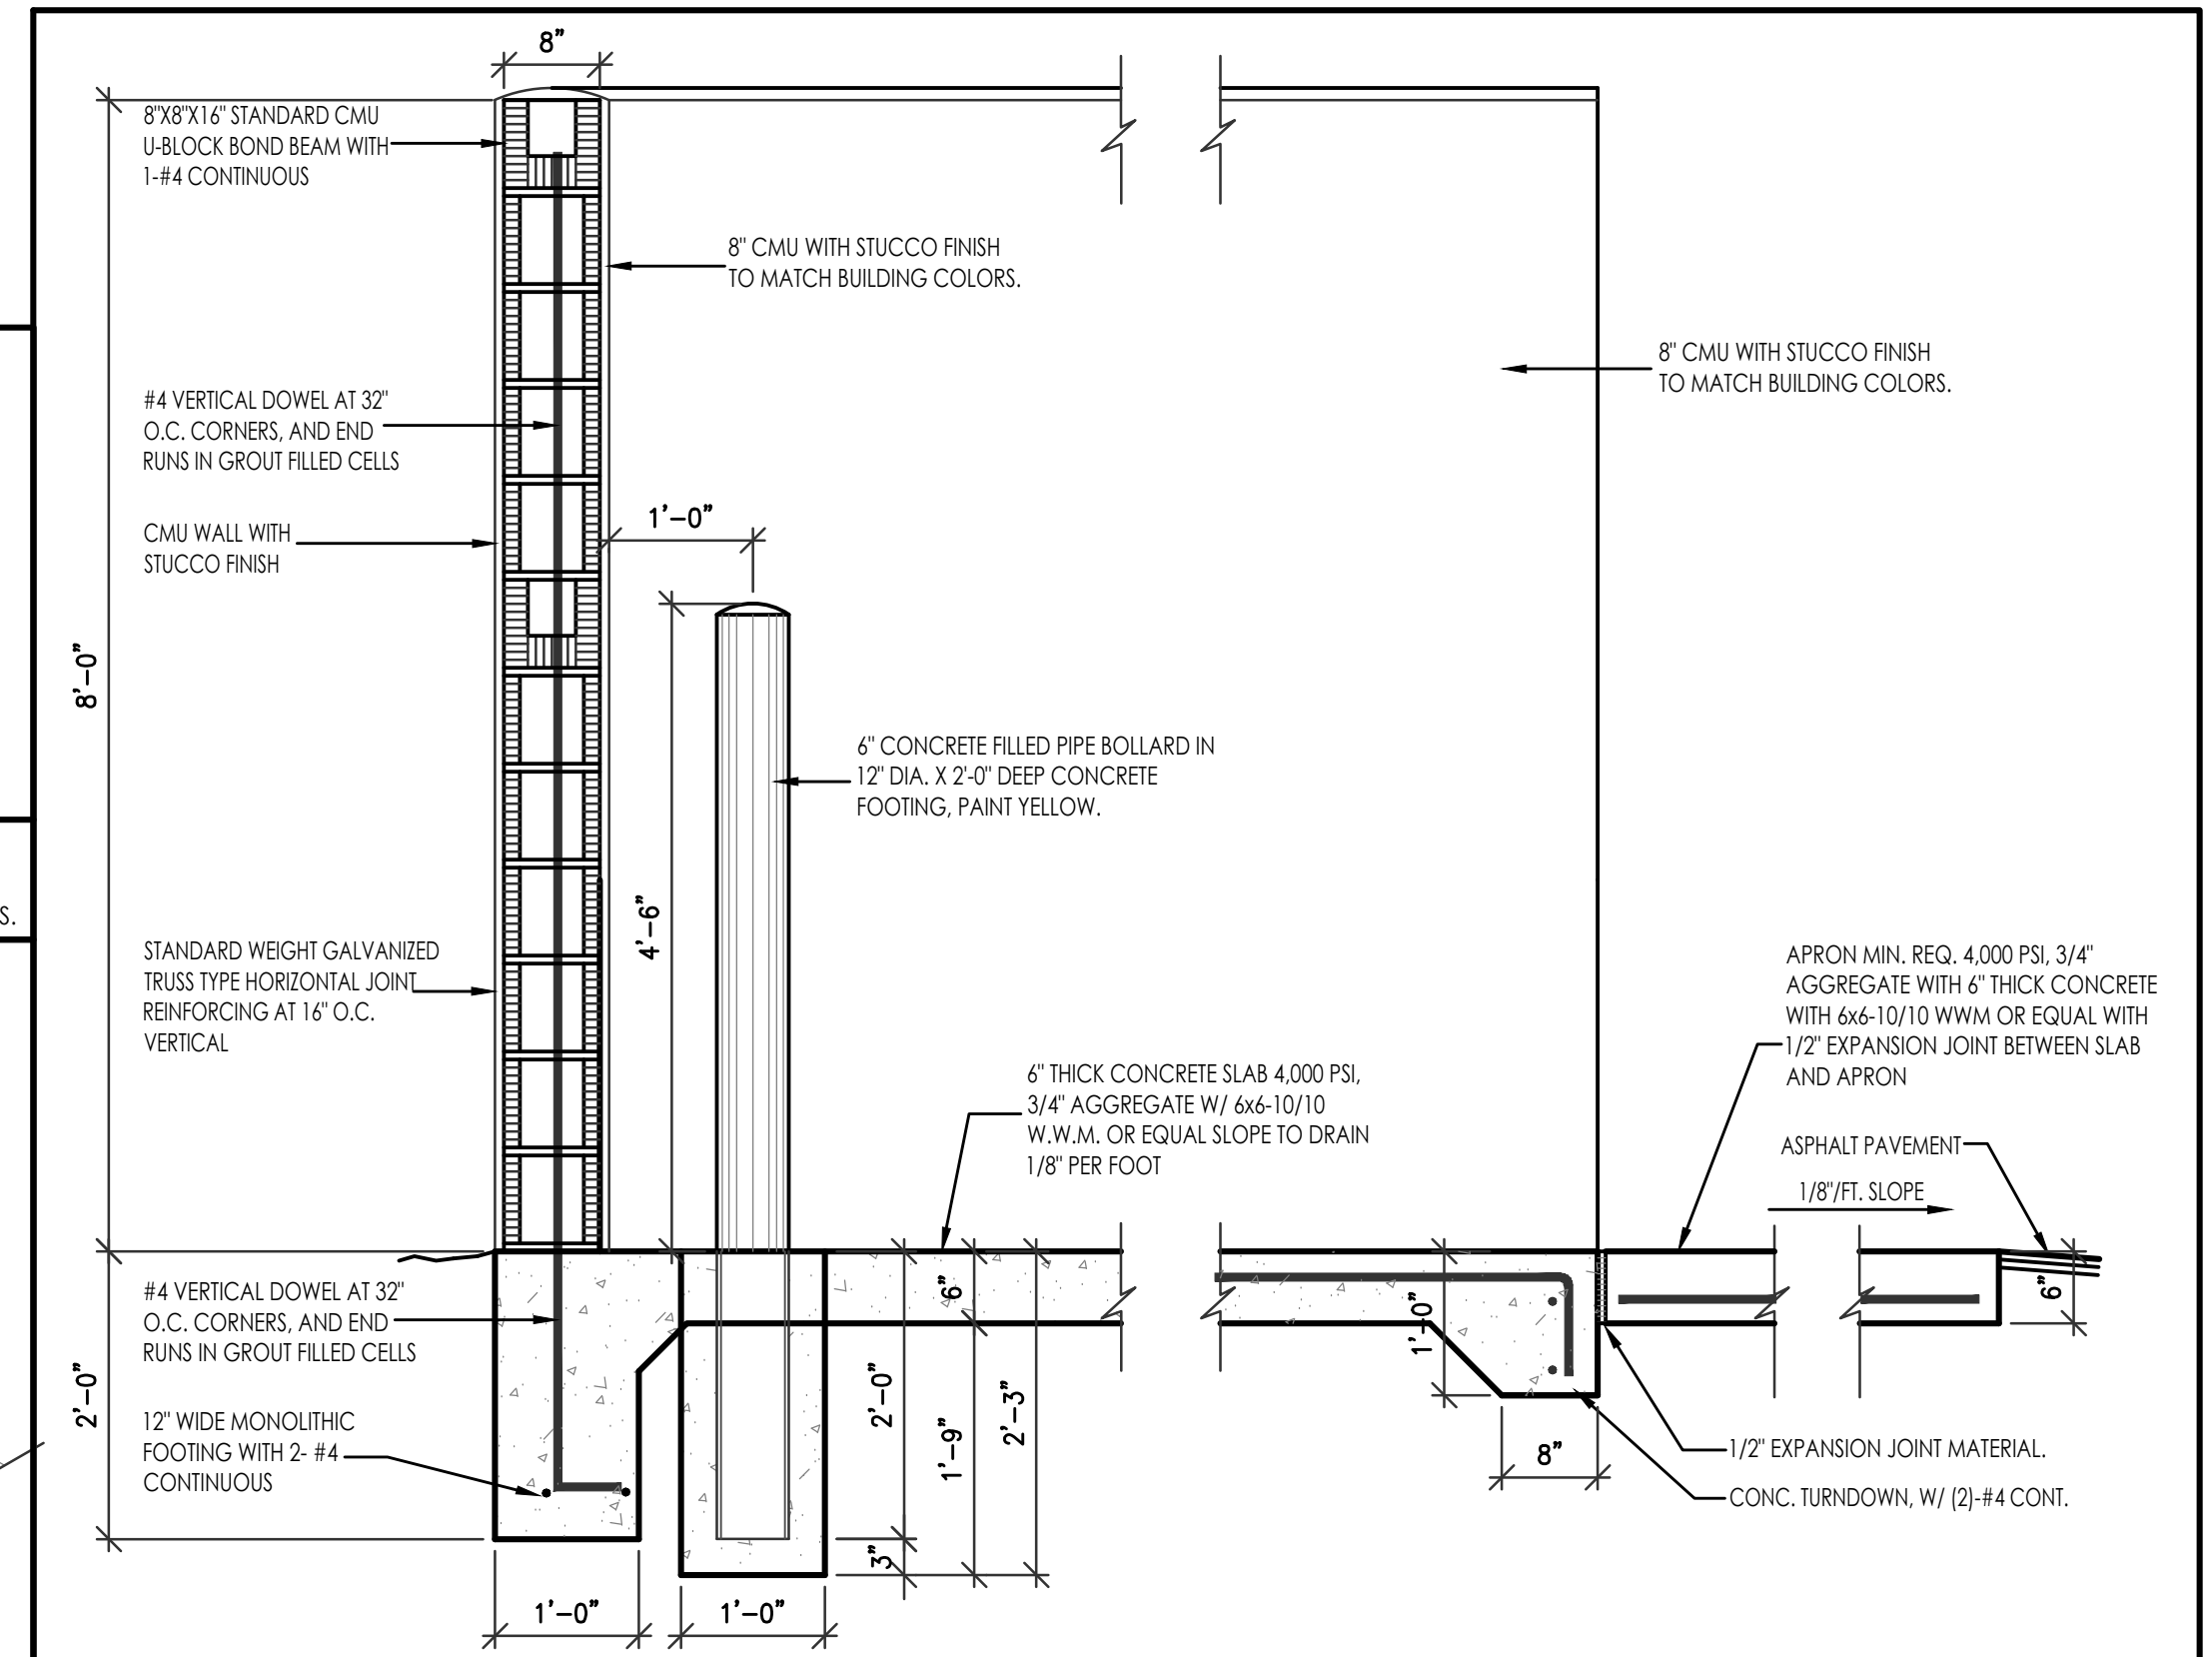 8"
8"X8"X16" STANDARD CMU
U-BLOCK BOND BEAM WITH
1-#4 CONTINUOUS
8" CMU WITH STUCCO FINISH
TO MATCH BUILDING COLORS.
8" CMU WITH STUCCO FINISH
TO MATCH BUILDING COLORS.
#4 VERTICAL DOWEL AT 32"
O.C. CORNERS, AND END
RUNS IN GROUT FILLED CELLS
1'-0"
CMU WALL WITH
STUCCO FINISH
8'-0"
6" CONCRETE FILLED PIPE BOLLARD IN
12" DIA. X 2'-0" DEEP CONCRETE
FOOTING, PAINT YELLOW.
4'-6"
S.
STANDARD WEIGHT GALVANIZED
TRUSS TYPE HORIZONTAL JOINT
REINFORCING AT 16" O.C.
VERTICAL
APRON MIN. REQ. 4,000 PSI, 3/4"
AGGREGATE WITH 6" THICK CONCRETE
WITH 6x6-10/10 WWM OR EQUAL WITH
1/2" EXPANSION JOINT BETWEEN SLAB
AND APRON
6" THICK CONCRETE SLAB 4,000 PSI,
3/4" AGGREGATE W/ 6x6-10/10
W.W.M. OR EQUAL SLOPE TO DRAIN
1/8" PER FOOT
ASPHALT PAVEMENT
1/8"/FT. SLOPE
#4 VERTICAL DOWEL AT 32"
O.C. CORNERS, AND END
RUNS IN GROUT FILLED CELLS
6"
1'-0"
6"
2'-0"
2'-0"
1'-9"
2'-3"
12" WIDE MONOLITHIC
FOOTING WITH 2- #4
CONTINUOUS
8"
1/2" EXPANSION JOINT MATERIAL.
CONC. TURNDOWN, W/ (2)-#4 CONT.
3"
1'-0"
1'-0"